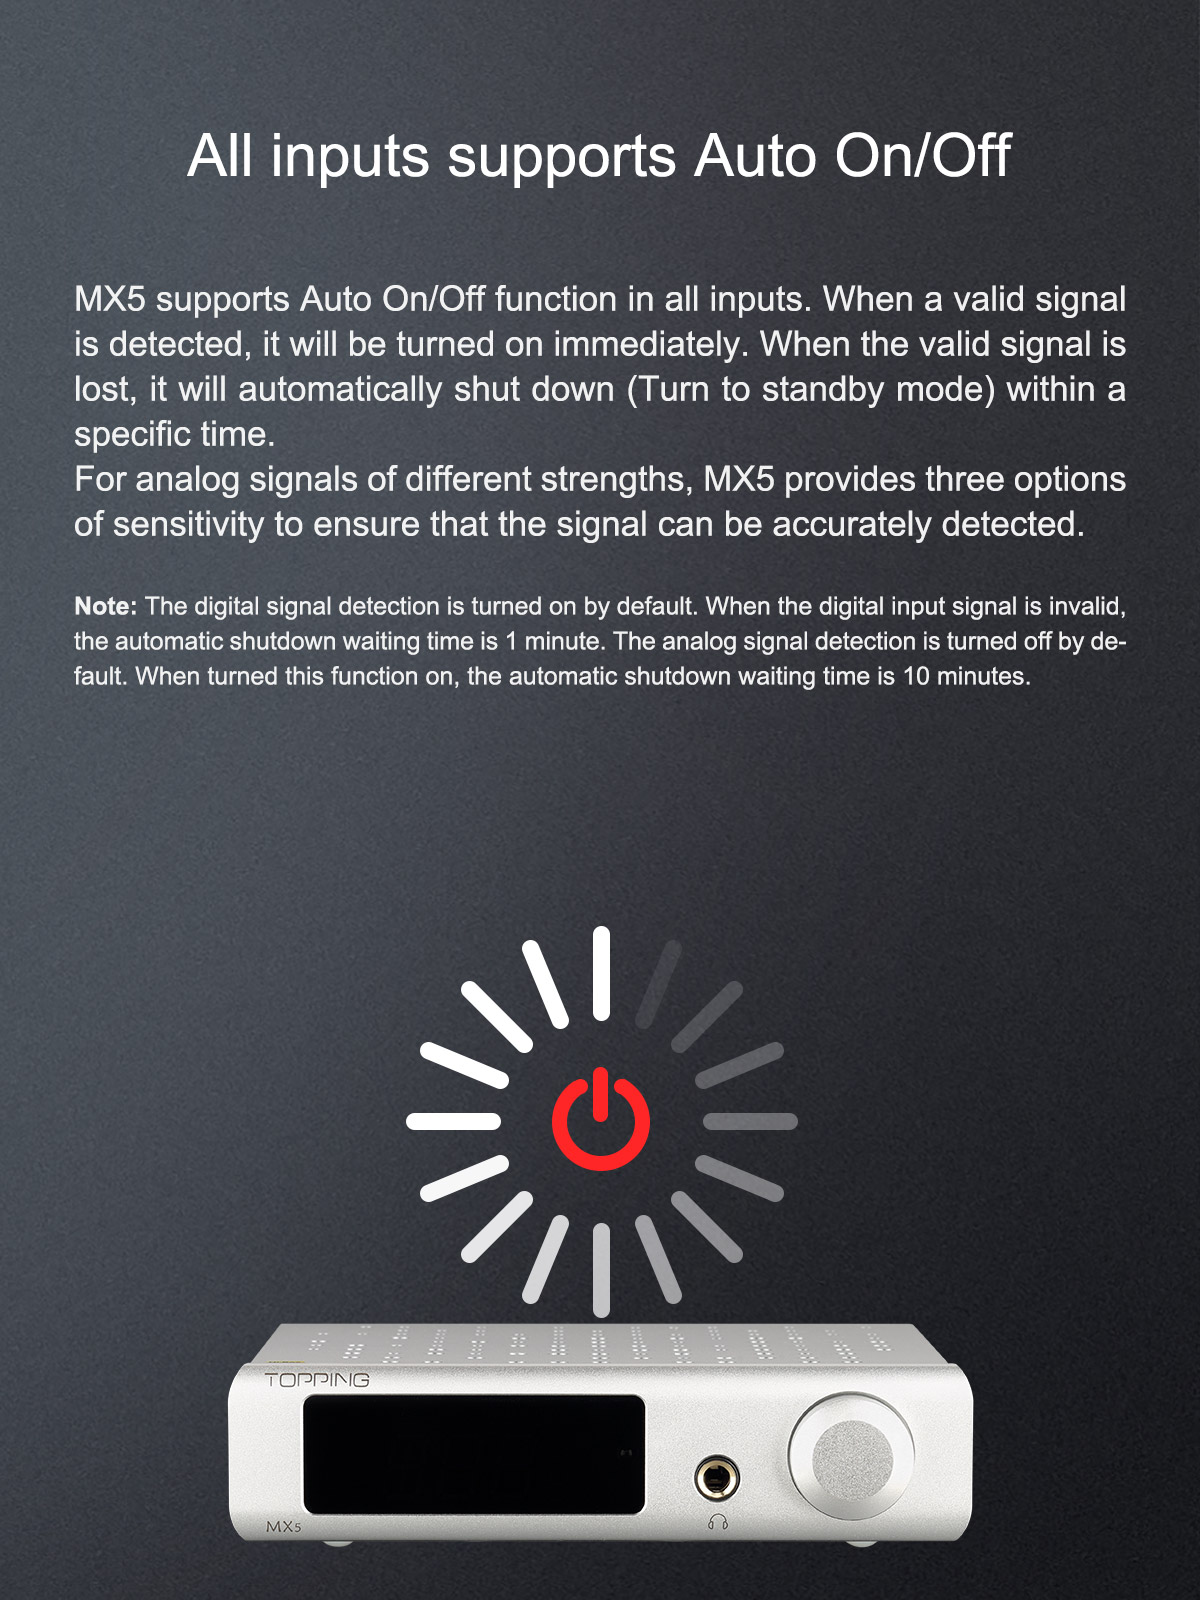 All inputs supports Auto On/Off
MX5 supports Auto On/Off function in all inputs. When a valid signal
is detected, it will be turned on immediately. When the valid signal is
lost, it will automatically shut down (Turn to standby mode) within a
specific time.
For analog signals of different strengths, MX5 provides three options
of sensitivity to ensure that the signal can be accurately detected.
Note: The digital signal detection is turned on by default. When the digital input signal is invalid,
the automatic shutdown waiting time is 1 minute. The analog signal detection is turned off by de-
fault. When turned this function on, the automatic shutdown waiting time is 10 minutes.
TOPPING
MX5